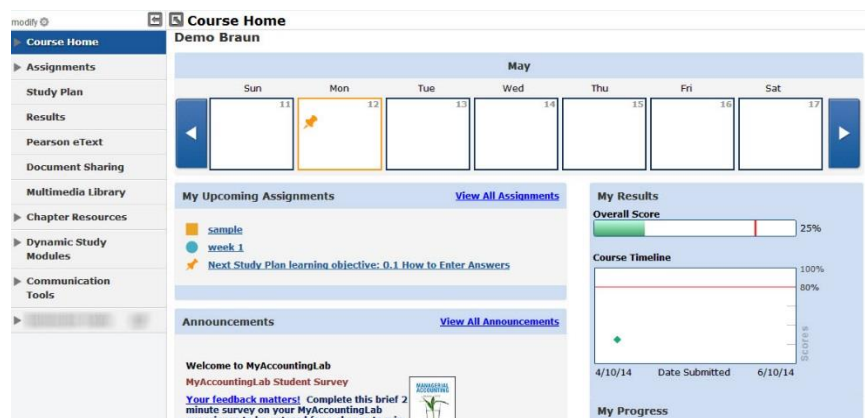 modify
Course Home
Demo Braun
Course Home
Assignments
Study Plan
Results
Pearson eText
Document Sharing
Multimedia Library
Chapter Resources
Dynamic Study
Modules
Communication
Tools
May
Sun Mon Tue Wed Thu Fri Sat
11 12 13 14 15 16 17
My Upcoming Assignments View All Assignments
sample
week 1
Next Study Plan learning objective: 0.1 How to Enter Answers
Announcements View All Announcements
Welcome to MyAccountingLab
MyAccountingLab Student Survey
Your feedback matters! Complete this brief 2
minute survey on your MyAccountingLab
MANAGERIAL
ACCOUNTING
My Results
Overall Score
25%
Course Timeline
100%
80%
Scores
4/10/14 Date Submitted 6/10/14
My Progress